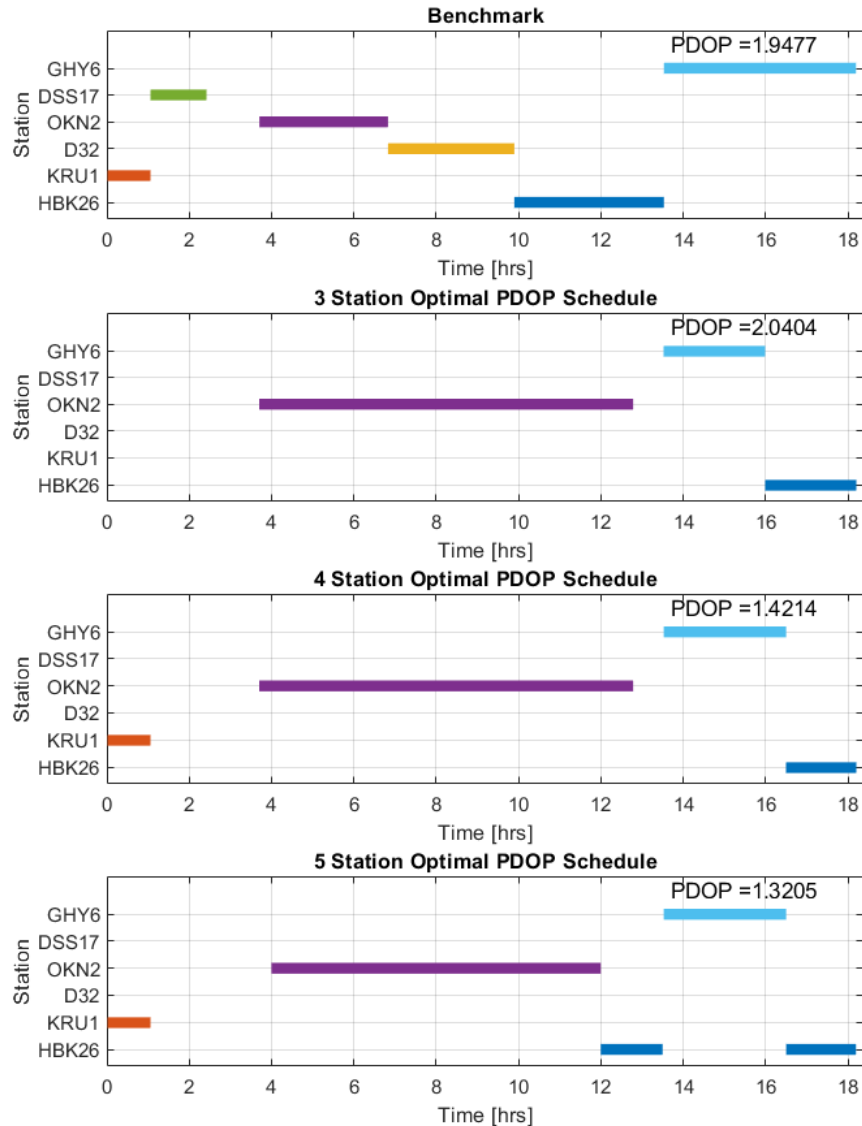 Benchmark
PDOP =1.9477
GHY6
DSS17
OKN2
D32
KRU1
HBK26
Station
0 2 4 6 8 10 12 14 16 18
Time [hrs]
3 Station Optimal PDOP Schedule
PDOP =2.0404
GHY6
DSS17
OKN2
D32
KRU1
HBK26
Station
0 2 4 6 8 10 12 14 16 18
Time [hrs]
4 Station Optimal PDOP Schedule
PDOP =1.4214
GHY6
DSS17
OKN2
D32
KRU1
HBK26
Station
0 2 4 6 8 10 12 14 16 18
Time [hrs]
5 Station Optimal PDOP Schedule
PDOP =1.3205
GHY6
DSS17
OKN2
D32
KRU1
HBK26
Station
0 2 4 6 8 10 12 14 16 18
Time [hrs]